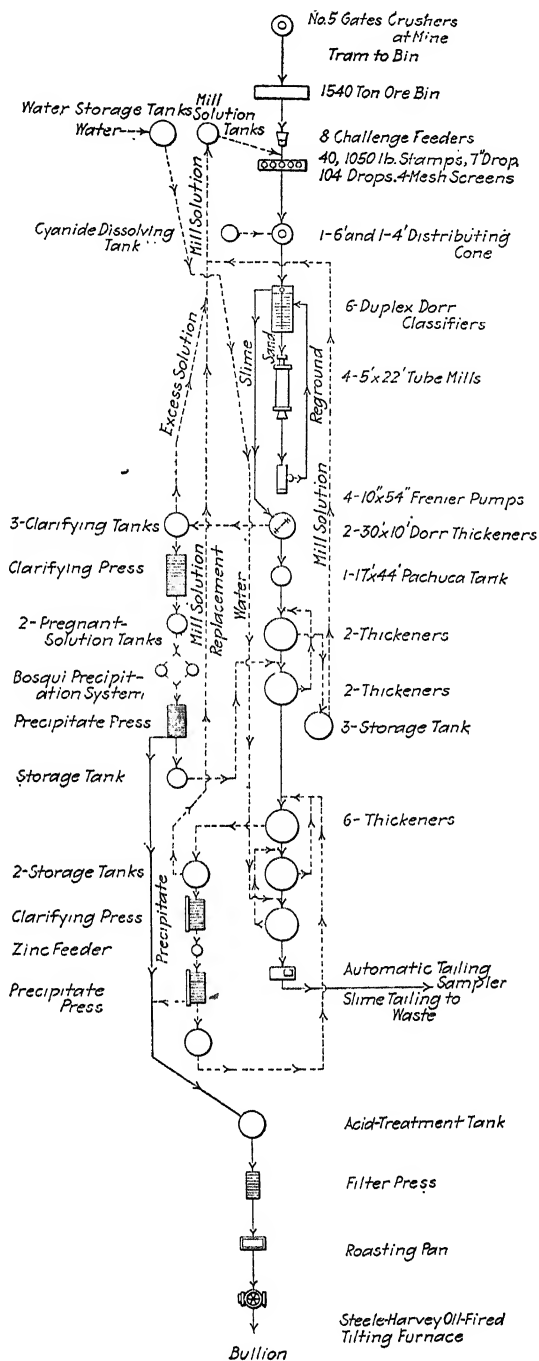 No.5 Gates Crushers
at Mine
Tram to Bin
1540 Ton Ore Bin
Water Storage Tanks
Water
Mill
Solution
Tanks
8 Challenge Feeders
40, 1050 lb. Stamps, 7" Drop
104 Drops. 4 Mesh Screens
Mill Solution
Cyanide Dissolving
Tank
1-6' and 1-4' Distributing
Cone
6-Duplex Dorr
Classifiers
Excess Solution
Slime
Sand
Reground
4-5'x22' Tube Mills
Mill Solution
4-10"x54" Frenier Pumps
3-Clarifying Tanks
2-30'x10' Dorr Thickeners
Clarifying Press
1-17'x44' Pachuca Tank
Mill Solution
Replacement
Water
2-Pregnant-
Solution Tanks
2-Thickeners
Bosqui Precipit-
ation System
2-Thickeners
Precipitate Press
3-Storage Tank
Storage Tank
6-Thickeners
2-Storage Tanks
Precipitate
Clarifying Press
Zinc Feeder
Precipitate
Press
Automatic Tailing
Sampler
Slime Tailing to
Waste
Acid-Treatment Tank
Filter Press
Roasting Pan
Steele-Harvey Oil-Fired
Tilting Furnace
Bullion